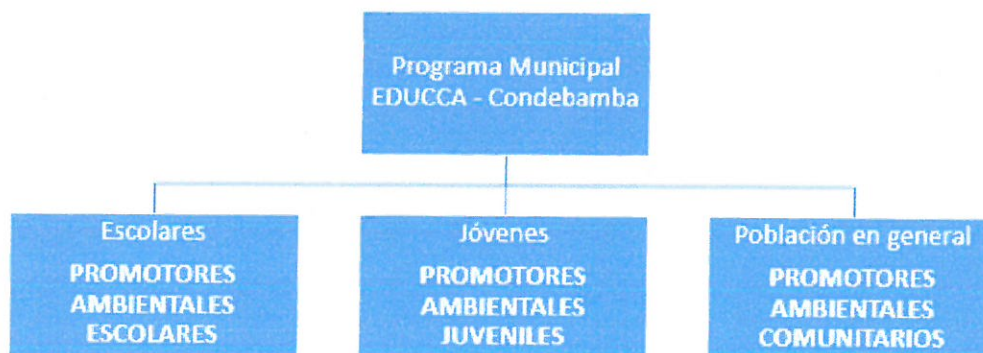 Programa Municipal
EDUCCA - Condebamba
Escolares
PROMOTORES
AMBIENTALES
ESCOLARES
Jóvenes
PROMOTORES
AMBIENTALES
JUVENILES
Población en general
PROMOTORES
AMBIENTALES
COMUNITARIOS